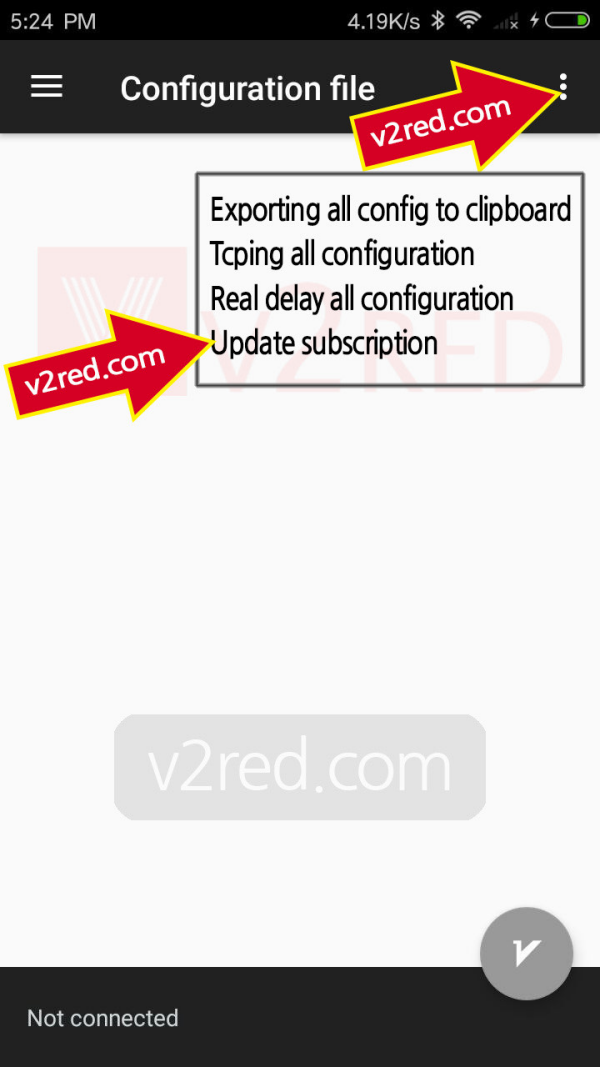 5:24 PM 4.19K/s
Configuration file
v2red.com
Exporting all config to clipboard
Tcping all configuration
Real delay all configuration
Update subscription
v2red.com
V2RED
v2red.com
Not connected